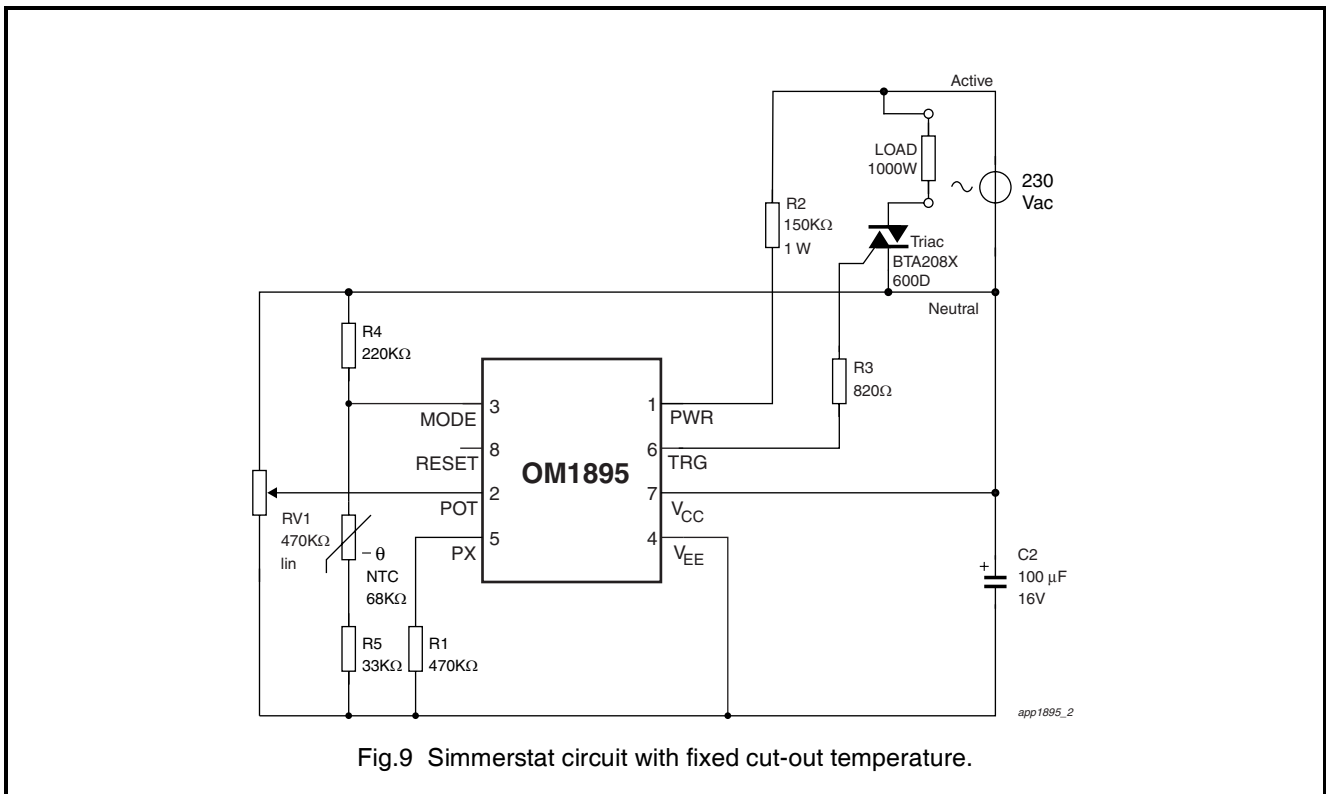 Active
LOAD
1000W
230
Vac
R2
150KΩ
1 W
Triac
BTA208X
600D
Neutral
R4
220KΩ
R3
820Ω
3
MODE
1
PWR
8
RESET
OM1895
6
TRG
2
POT
7
VCC
RV1
470KΩ
lin
5
PX
4
VEE
– θ
NTC
68KΩ
+
C2
100 μF
16V
R5
33KΩ
R1
470KΩ
app1895_2
Fig.9 Simmerstat circuit with fixed cut-out temperature.